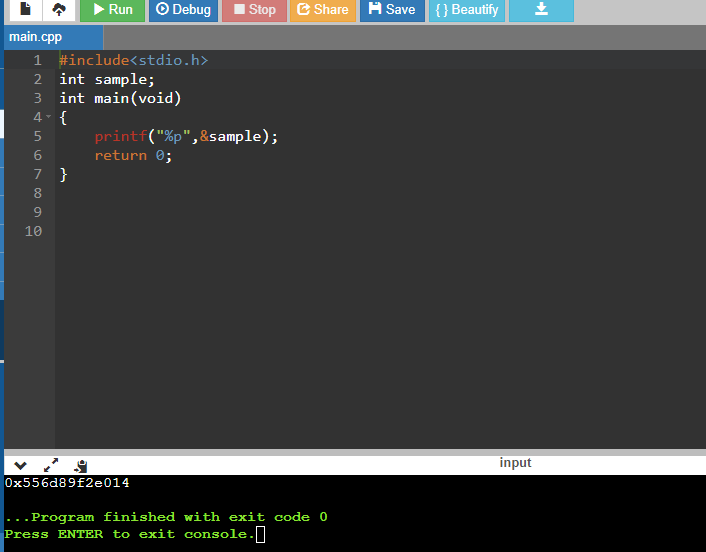 Run Debug Stop Share Save { } Beautify
main.cpp
1 #include<stdio.h>
2 int sample;
3 int main(void)
4 {
5 printf("%p",&sample);
6 return 0;
7 }
8
9
10
input
0x556d89f2e014
...Program finished with exit code 0
Press ENTER to exit console.